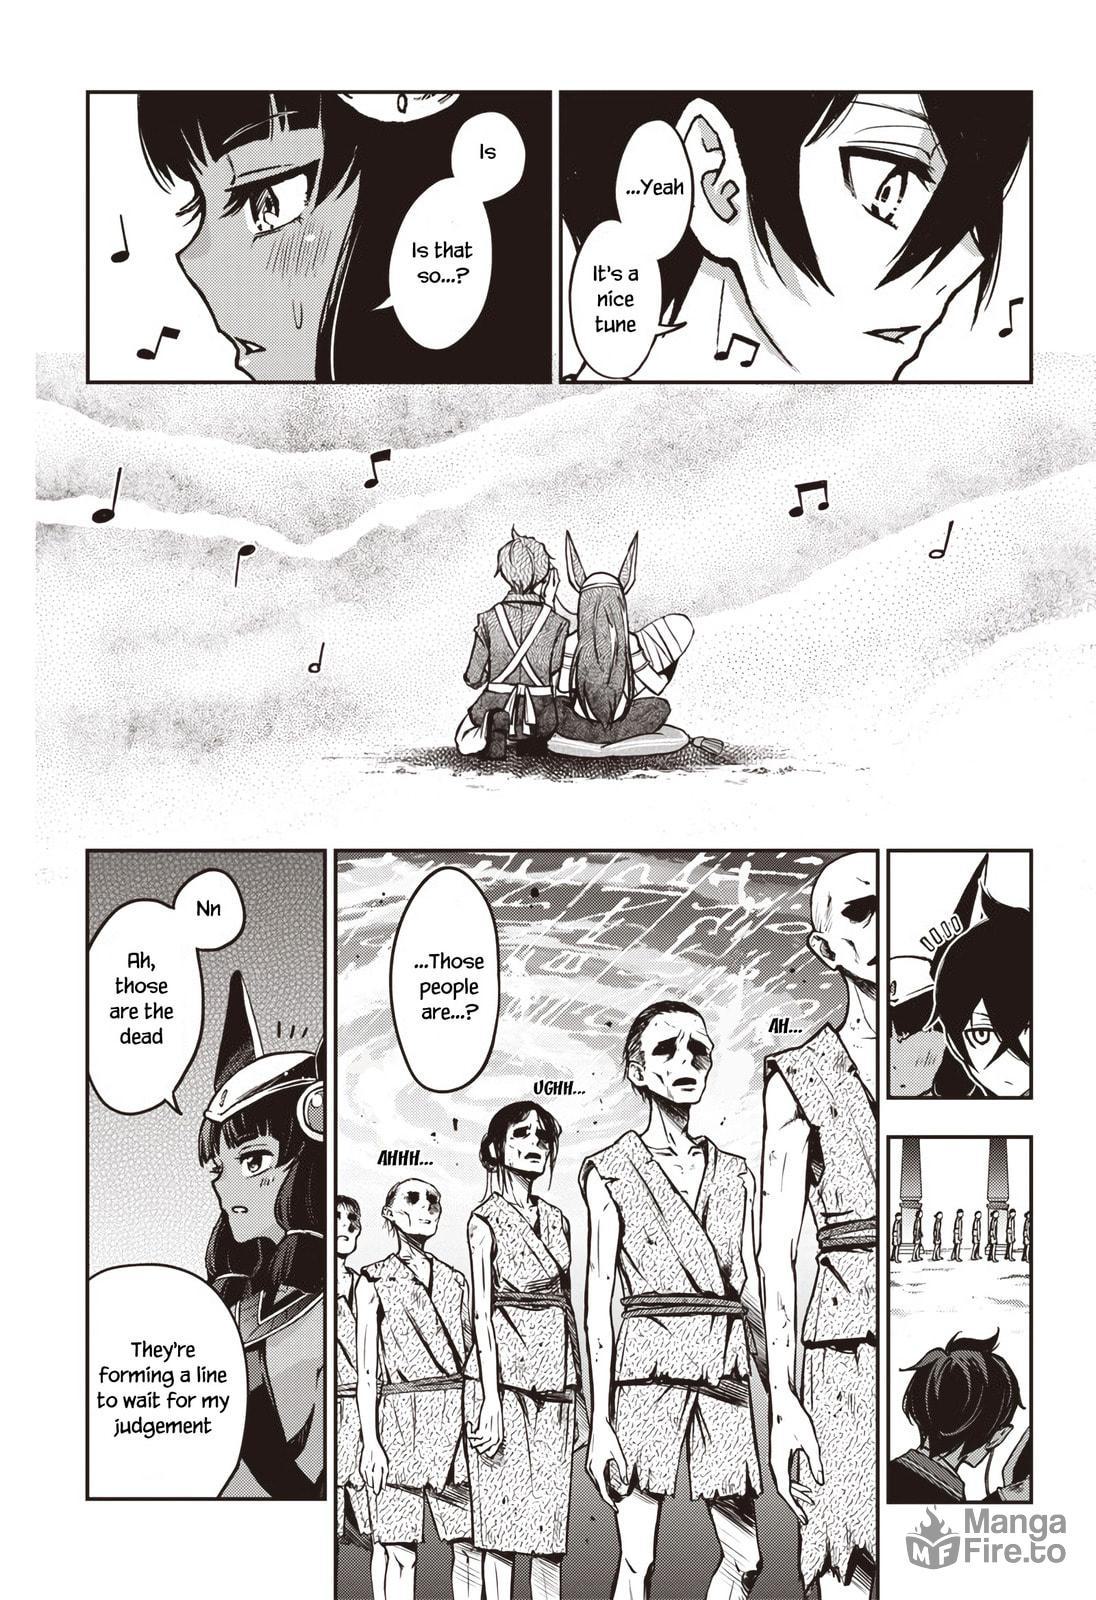 ...Yeah
It's a
nice
tune
Is
Is that
so...?
...Those
people
are...?
AH...
UGHH...
AHHH...
Nn
Ah,
those
are the
dead
They're
forming a line
to wait for my
judgement
Manga
Fire.to
MF